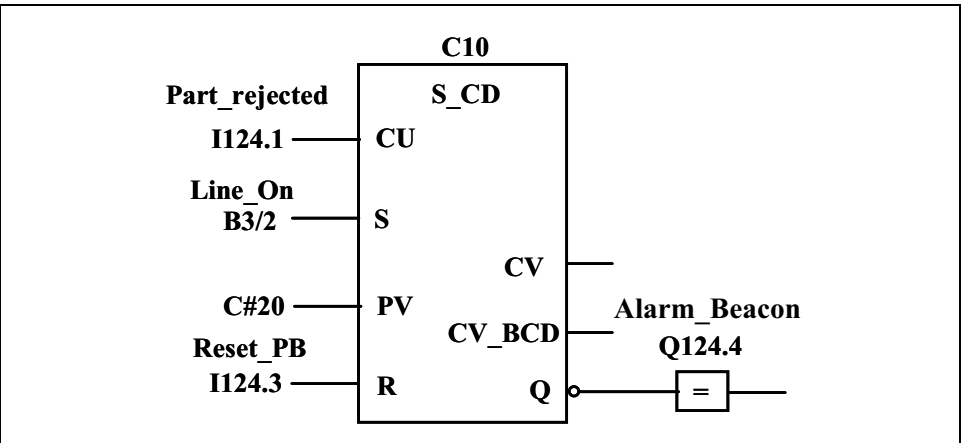 C10
S_CD
Part_rejected
I124.1
CU
Line_On
B3/2
S
CV
C#20
PV
Alarm_Beacon
CV_BCD
Q124.4
Reset_PB
I124.3
R
Q
=